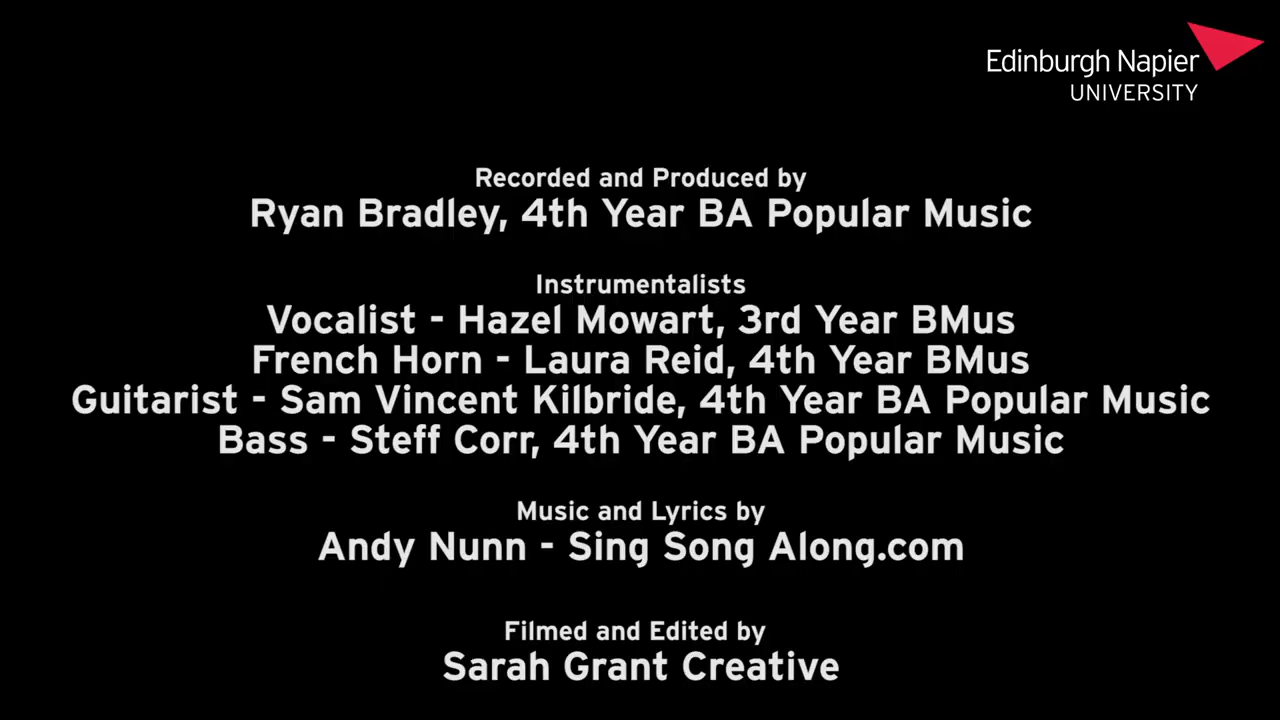 Edinburgh Napier
UNIVERSITY
Recorded and Produced by
Ryan Bradley, 4th Year BA Popular Music
Instrumentalists
Vocalist - Hazel Mowart, 3rd Year BMus
French Horn - Laura Reid, 4th Year BMus
Guitarist - Sam Vincent Kilbride, 4th Year BA Popular Music
Bass - Steff Corr, 4th Year BA Popular Music
Music and Lyrics by
Andy Nunn - Sing Song Along.com
Filmed and Edited by
Sarah Grant Creative